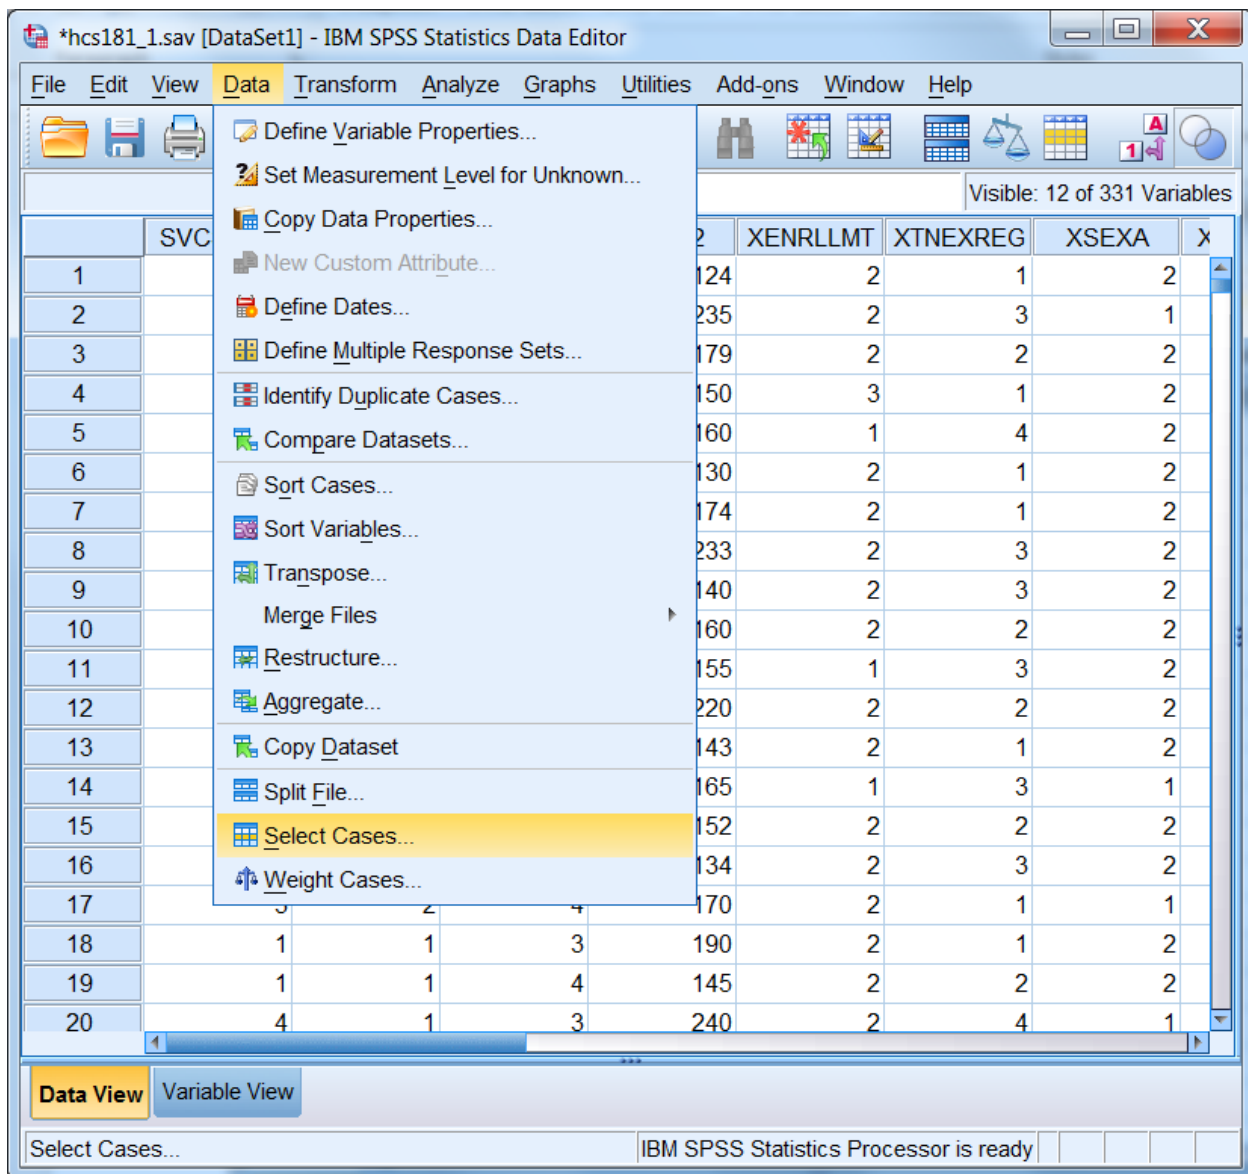 *hcs181_1.sav [DataSet1] - IBM SPSS Statistics Data Editor
File Edit View Data Transform Analyze Graphs Utilities Add-ons Window Help
Define Variable Properties...
A
1
Set Measurement Level for Unknown...
Visible: 12 of 331 Variables
Copy Data Properties...
SVC 2 XENRLLMT XTNEXREG XSEXA X
New Custom Attribute...
1 124 2 1 2
Define Dates...
2 235 2 3 1
Define Multiple Response Sets...
3 179 2 2 2
Identify Duplicate Cases...
4 150 3 1 2
Compare Datasets...
5 160 1 4 2
6 130 2 1 2
Sort Cases...
7 174 2 1 2
Sort Variables...
8 233 2 3 2
Transpose...
9 140 2 3 2
Merge Files
10 160 2 2 2
Restructure...
11 155 1 3 2
Aggregate...
12 220 2 2 2
Copy Dataset
13 143 2 1 2
Split File...
14 165 1 3 1
Select Cases...
15 152 2 2 2
16 134 2 3 2
Weight Cases...
17 2 4 170 2 1 1
18 1 1 3 190 2 1 2
19 1 1 4 145 2 2 2
20 4 1 3 240 2 4 1
Data View Variable View
Select Cases... IBM SPSS Statistics Processor is ready